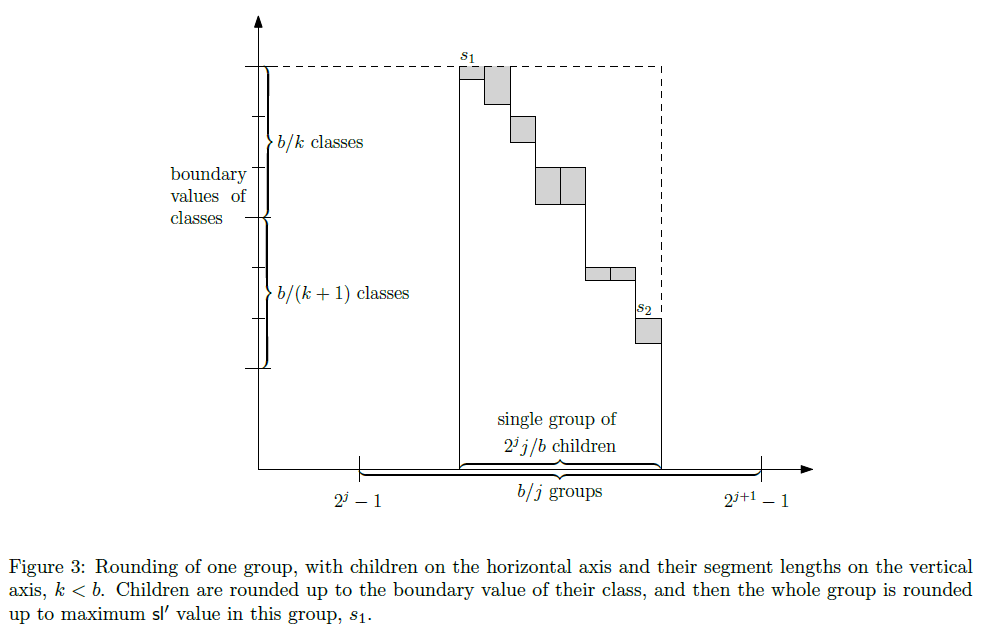 s₁
b/k classes
boundary
values of
classes
b/(k + 1) classes
s₂
single group of
2ʲj/b children
b/j groups
2ʲ − 1
2ʲ⁺¹ − 1
Figure 3: Rounding of one group, with children on the horizontal axis and their segment lengths on the vertical
axis, k < b. Children are rounded up to the boundary value of their class, and then the whole group is rounded
up to maximum sl′ value in this group, s₁.